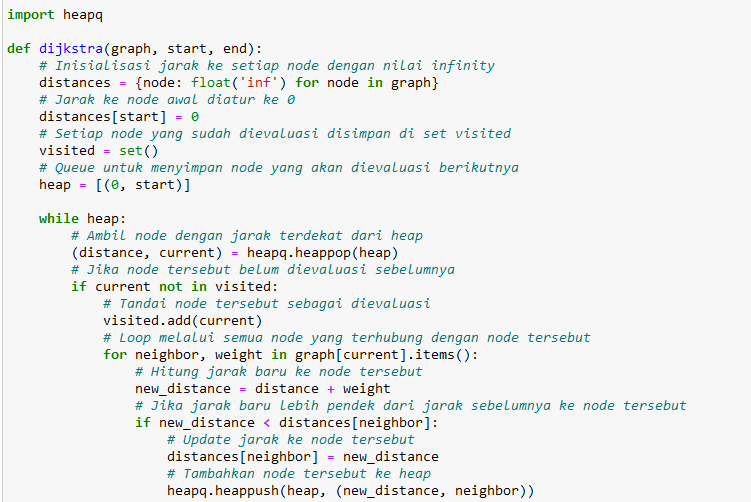 import heapq
def dijkstra(graph, start, end):
# Inisialisasi jarak ke setiap node dengan nilai infinity
distances = {node: float('inf') for node in graph}
# Jarak ke node awal diatur ke 0
distances[start] = 0
# Setiap node yang sudah dievaluasi disimpan di set visited
visited = set()
# Queue untuk menyimpan node yang akan dievaluasi berikutnya
heap = [(0, start)]
while heap:
# Ambil node dengan jarak terdekat dari heap
(distance, current) = heapq.heappop(heap)
# Jika node tersebut belum dievaluasi sebelumnya
if current not in visited:
# Tandai node tersebut sebagai dievaluasi
visited.add(current)
# Loop melalui semua node yang terhubung dengan node tersebut
for neighbor, weight in graph[current].items():
# Hitung jarak baru ke node tersebut
new_distance = distance + weight
# Jika jarak baru lebih pendek dari jarak sebelumnya ke node tersebut
if new_distance < distances[neighbor]:
# Update jarak ke node tersebut
distances[neighbor] = new_distance
# Tambahkan node tersebut ke heap
heapq.heappush(heap, (new_distance, neighbor))